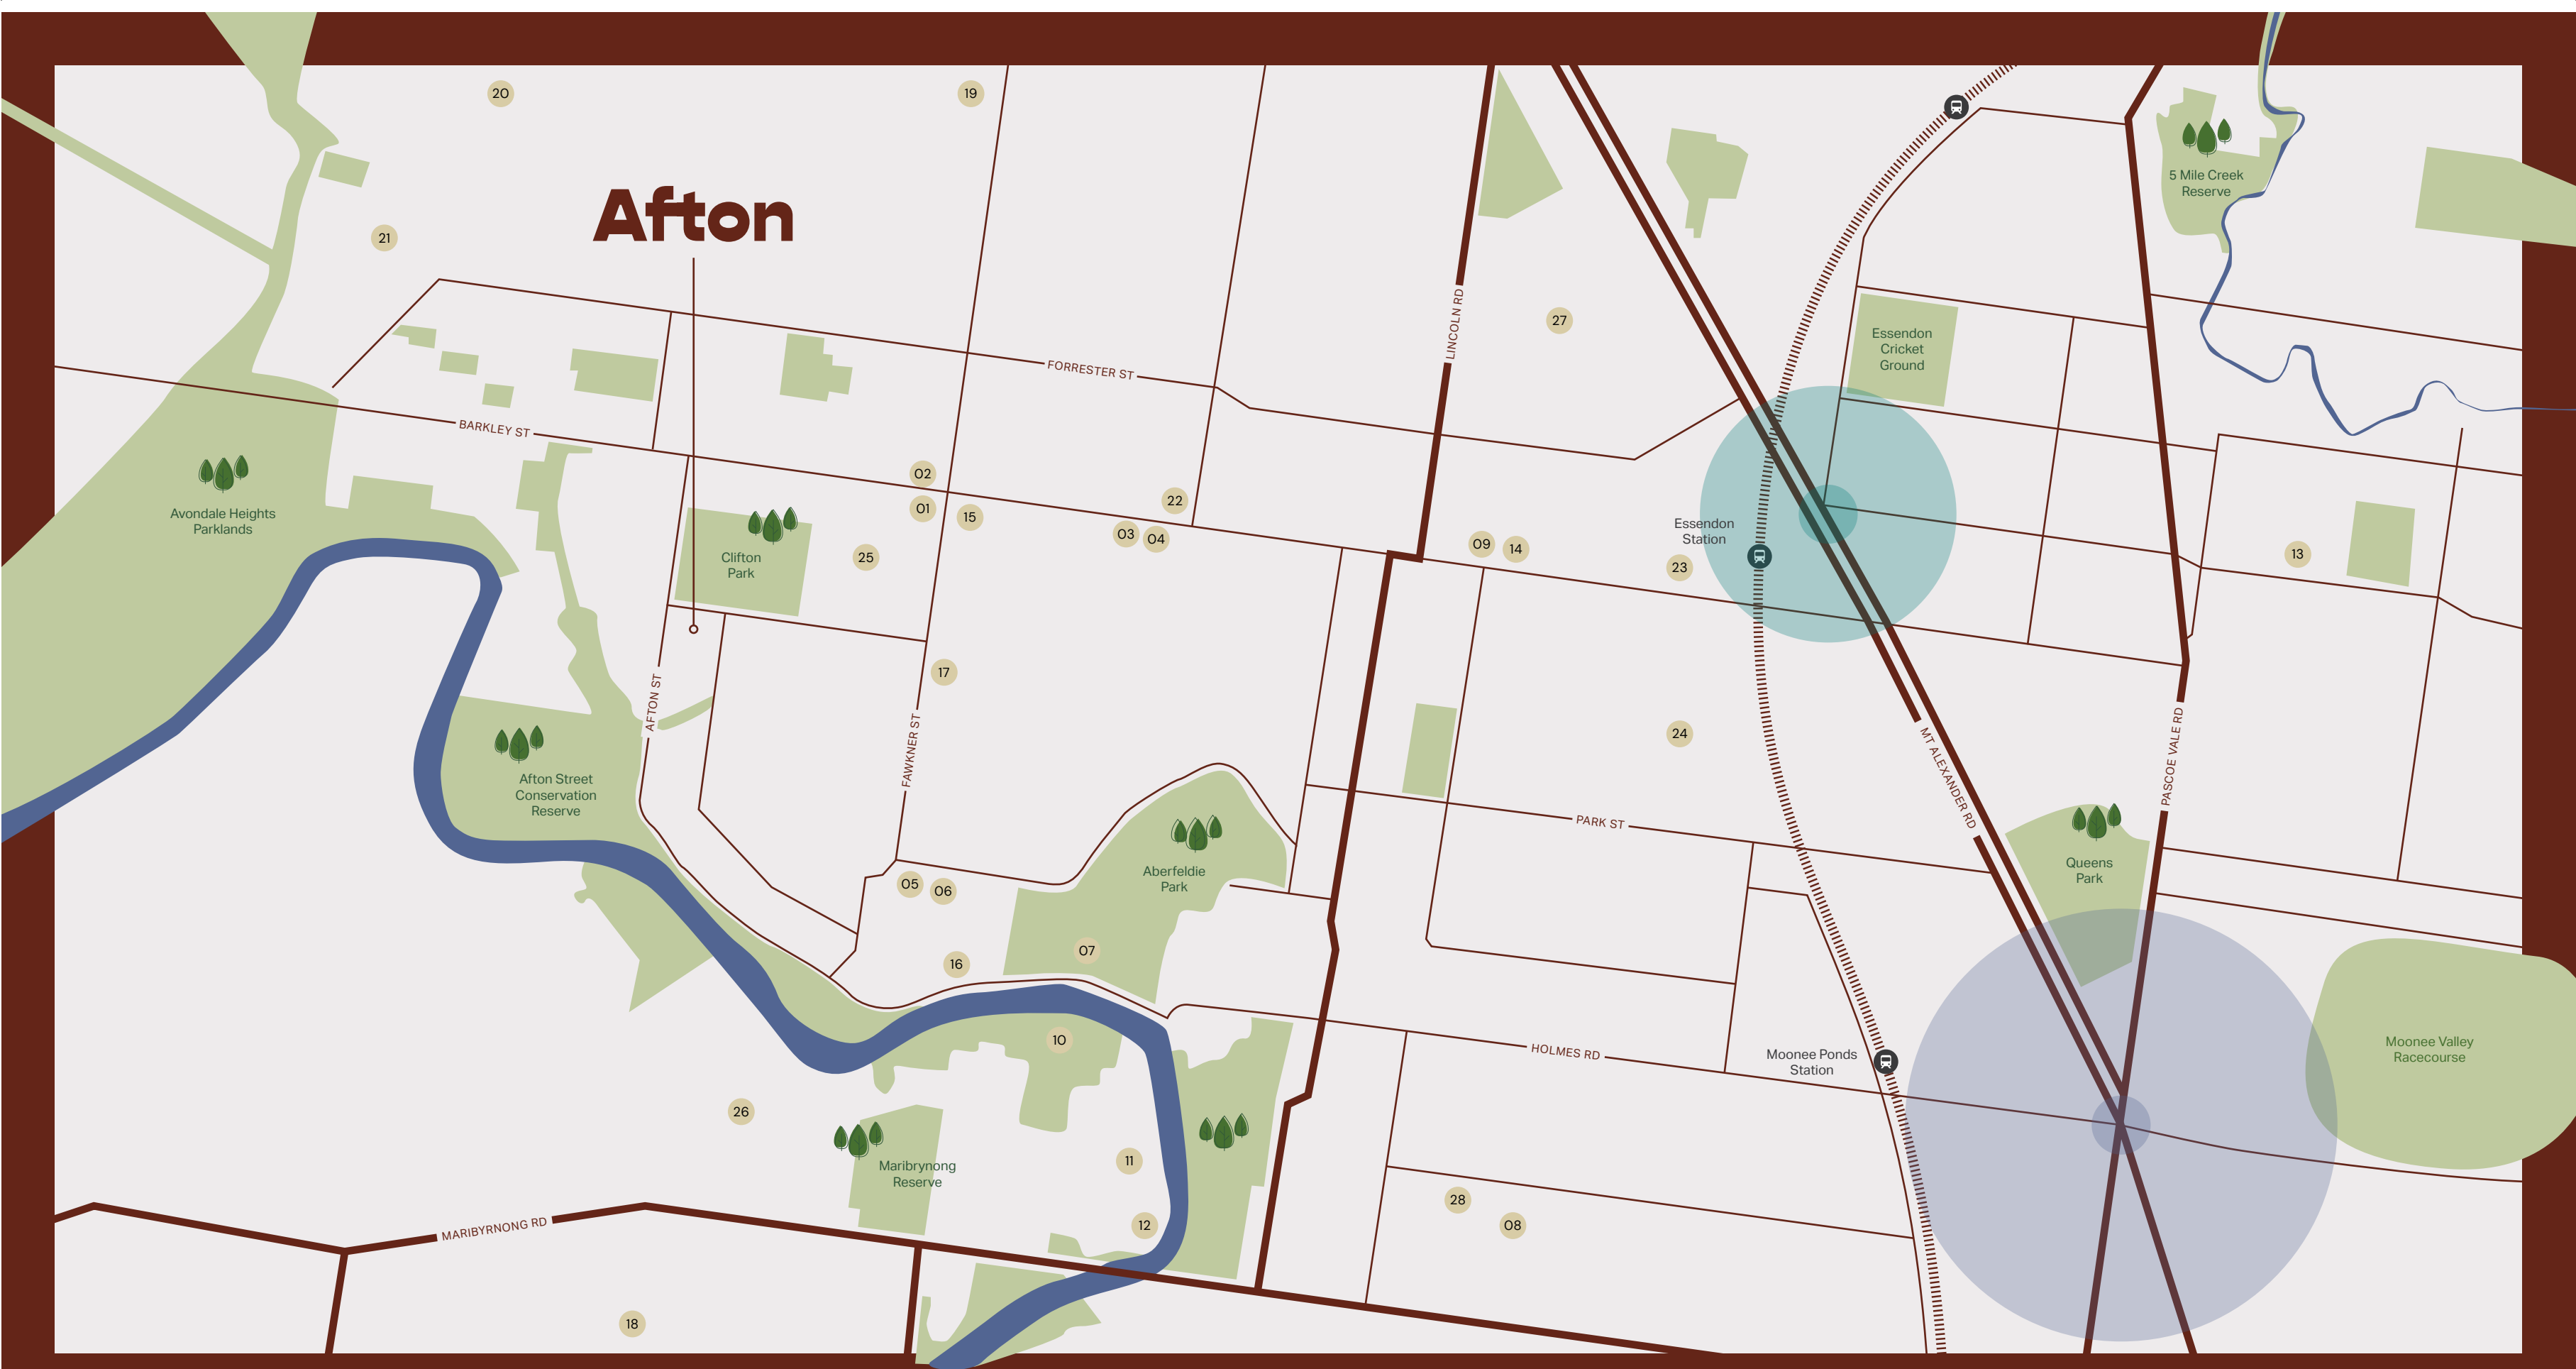 20
19
21
Afton
5 Mile Creek
Reserve
LINCOLN RD
27
Essendon
Cricket
Ground
FORRESTER ST
BARKLEY ST
Avondale Heights
Parklands
02
01
15
22
03
04
25
Clifton
Park
09
14
23
Essendon
Station
13
17
AFTON ST
FAWKNER ST
24
MT ALEXANDER RD
PASCOE VALE RD
Afton Street
Conservation
Reserve
PARK ST
Aberfeldie
Park
Queens
Park
05
06
07
16
10
HOLMES RD
Moonee Ponds
Station
Moonee Valley
Racecourse
26
Maribrynong
Reserve
11
12
28
08
MARIBYRNONG RD
18